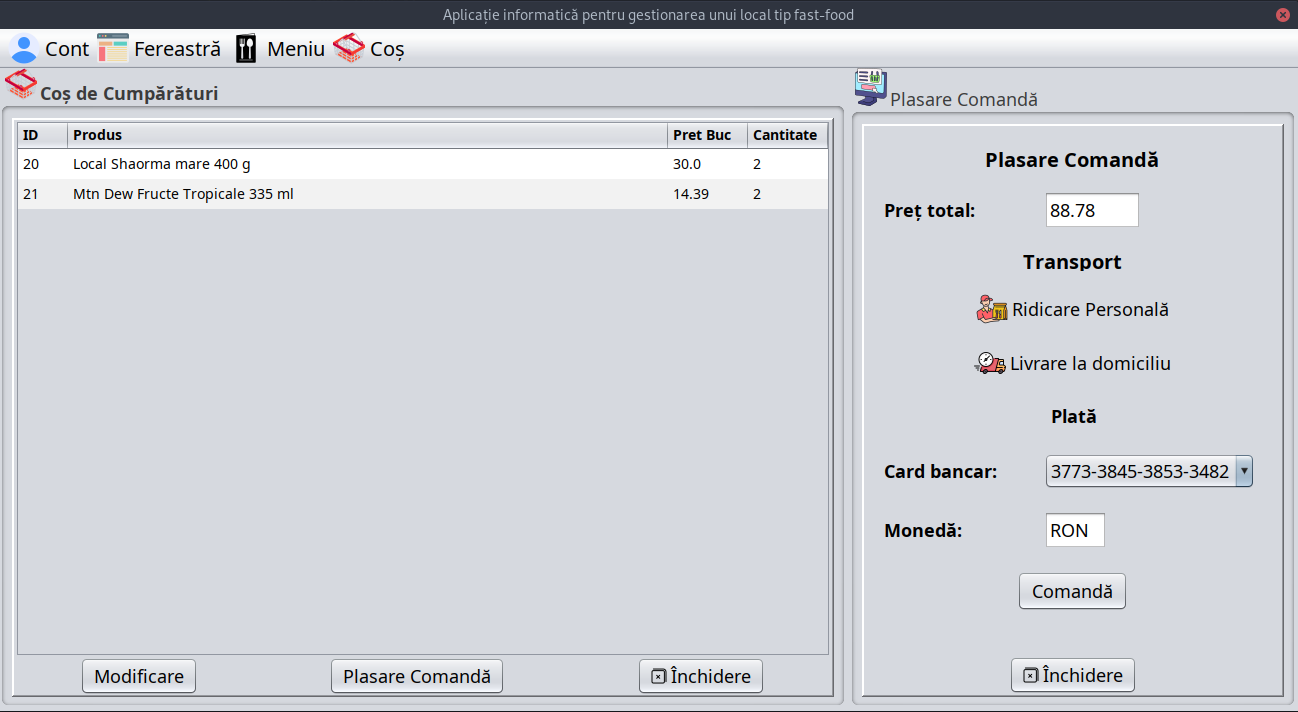 Aplicație informatică pentru gestionarea unui local tip fast-food
Cont Fereastră Meniu Coș
Coș de Cumpărături
ID Produs Pret Buc Cantitate
20 Local Shaorma mare 400 g 30.0 2
21 Mtn Dew Fructe Tropicale 335 ml 14.39 2
Modificare Plasare Comandă Închidere
Plasare Comandă
Plasare Comandă
Preț total: 88.78
Transport
Ridicare Personală
Livrare la domiciliu
Plată
Card bancar: 3773-3845-3853-3482
Monedă: RON
Comandă
Închidere